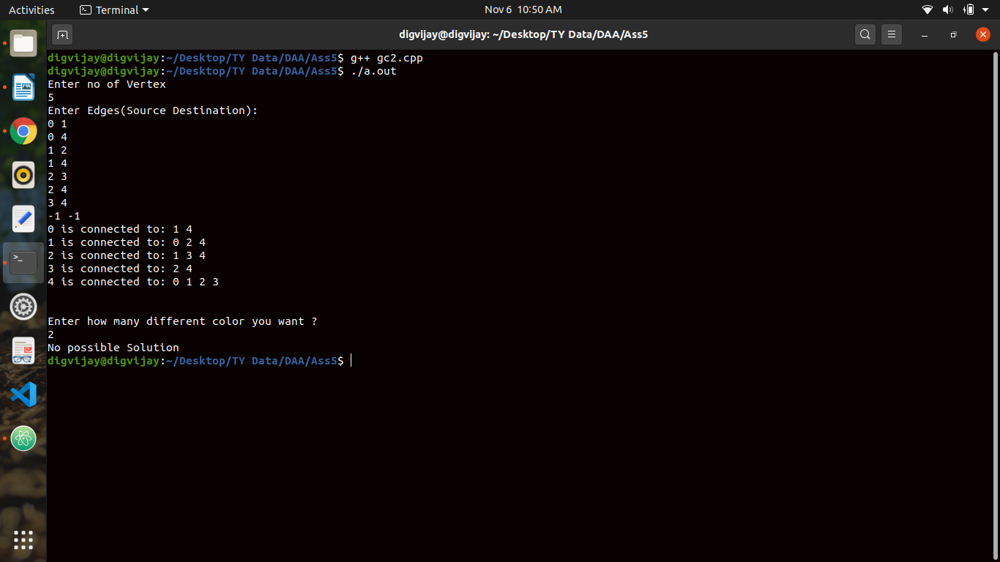 Activities Terminal Nov 6 10:50 AM
digvijay@digvijay: ~/Desktop/TY Data/DAA/Ass5
digvijay@digvijay:~/Desktop/TY Data/DAA/Ass5$ g++ gc2.cpp
digvijay@digvijay:~/Desktop/TY Data/DAA/Ass5$ ./a.out
Enter no of Vertex
5
Enter Edges(Source Destination):
0 1
0 4
1 2
1 4
2 3
2 4
3 4
-1 -1
0 is connected to: 1 4
1 is connected to: 0 2 4
2 is connected to: 1 3 4
3 is connected to: 2 4
4 is connected to: 0 1 2 3
Enter how many different color you want ?
2
No possible Solution
digvijay@digvijay:~/Desktop/TY Data/DAA/Ass5$